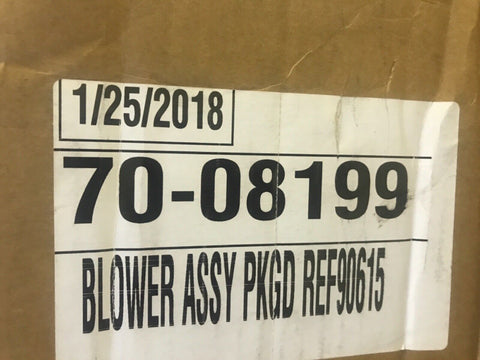 1/25/2018
70-08199
BLOWER ASSY PKGD REF90615